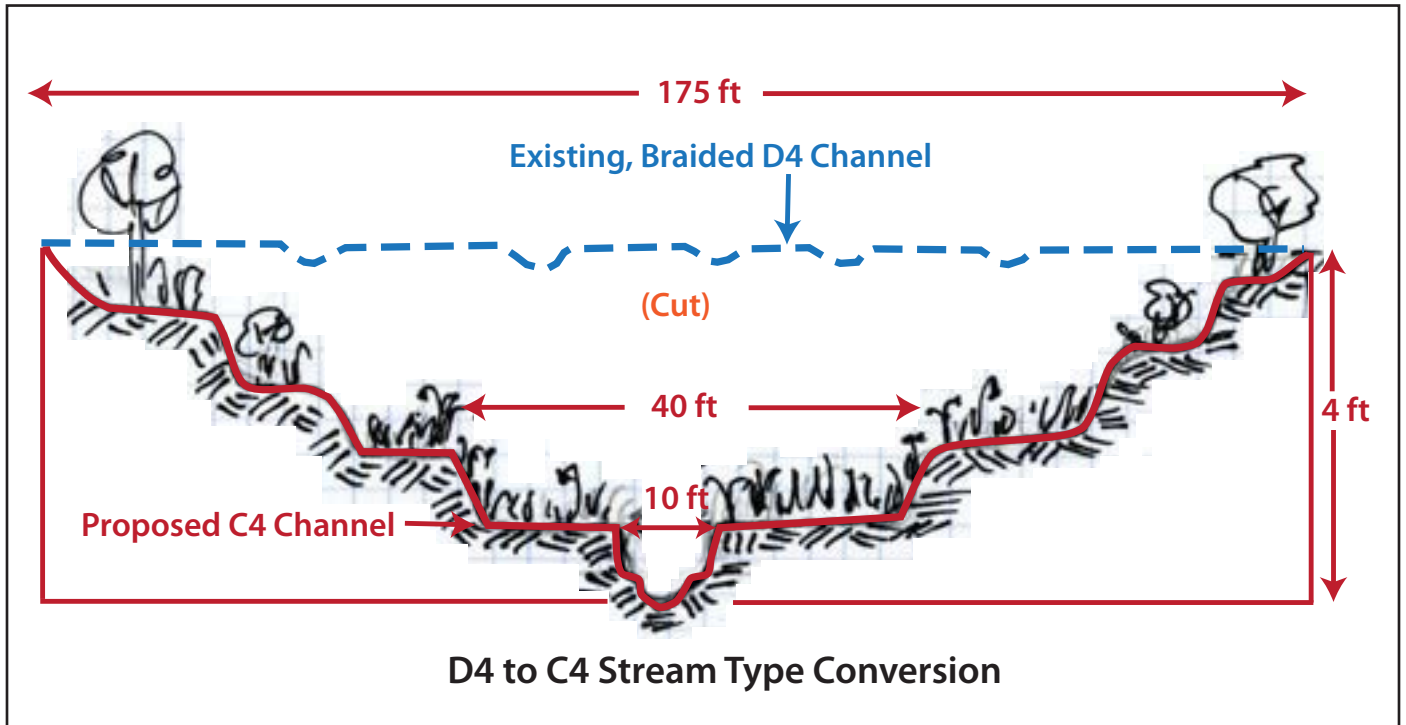 175 ft
Existing, Braided D4 Channel
(Cut)
40 ft
4 ft
10 ft
Proposed C4 Channel
D4 to C4 Stream Type Conversion